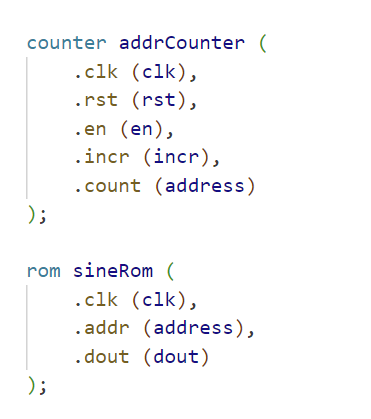 counter addrCounter (
    .clk (clk),
    .rst (rst),
    .en (en),
    .incr (incr),
    .count (address)
);
rom sineRom (
    .clk (clk),
    .addr (address),
    .dout (dout)
);